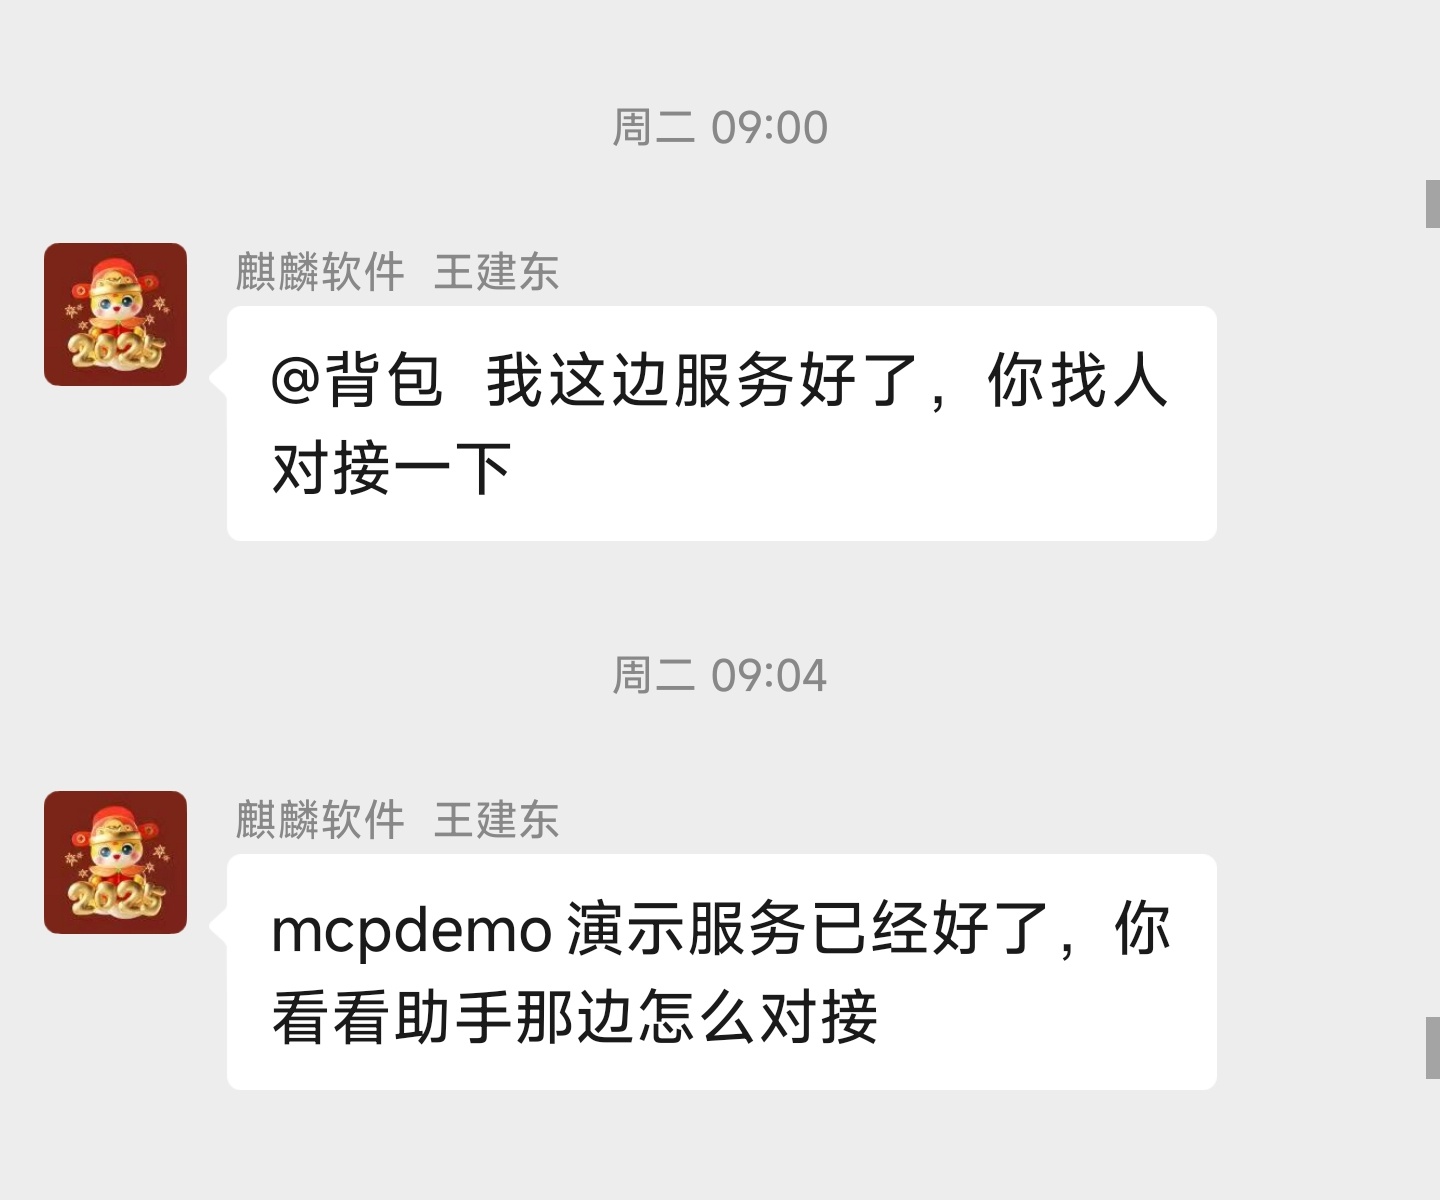 周二 09:00
麒麟软件 王建东
@背包 我这边服务好了，你找人
对接一下
周二 09:04
麒麟软件 王建东
mcpdemo 演示服务已经好了，你
看看助手那边怎么对接
2025
2025